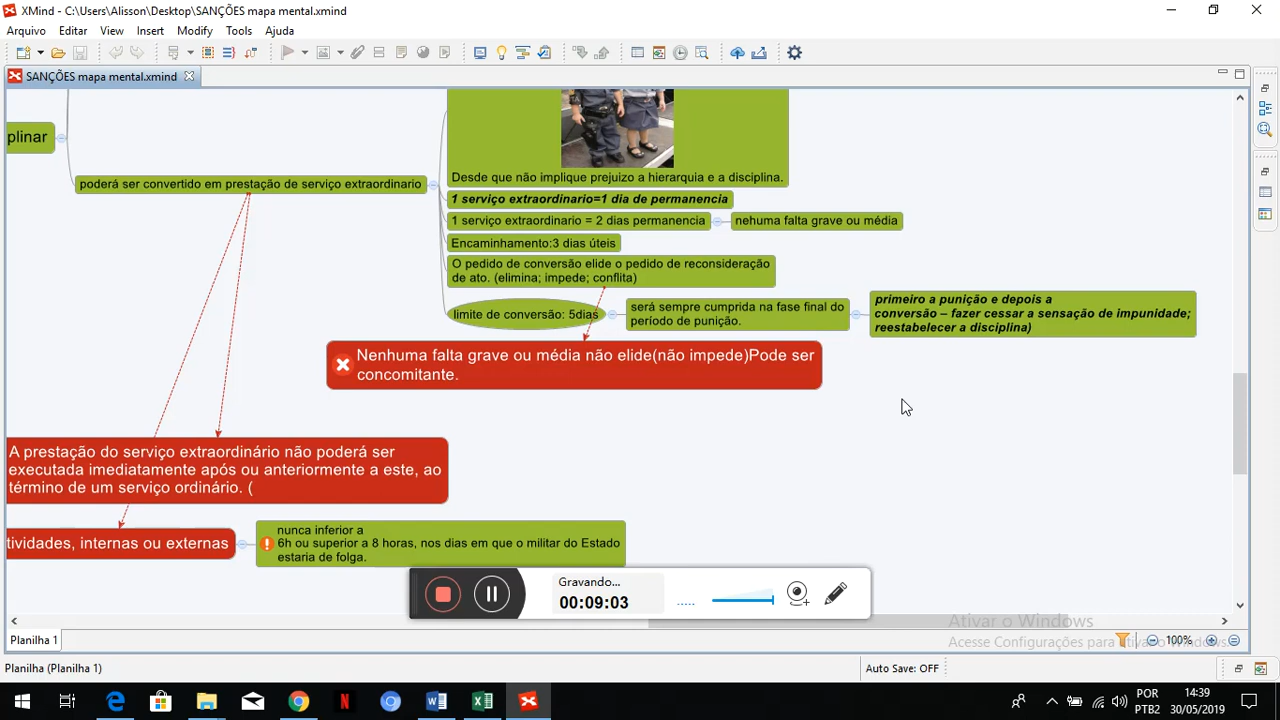 XMind - C:\Users\Alisson\Desktop\SANÇÕES mapa mental.xmind
Arquivo Editar View Insert Modify Tools Ajuda
SANÇÕES mapa mental.xmind
plinar
poderá ser convertido em prestação de serviço extraordinario
Desde que não implique prejuizo a hierarquia e a disciplina.
1 serviço extraordinario=1 dia de permanencia
1 serviço extraordinario = 2 dias permanencia
nehuma falta grave ou média
Encaminhamento:3 dias úteis
O pedido de conversão elide o pedido de reconsideração
de ato. (elimina; impede; conflita)
limite de conversão: 5dias
será sempre cumprida na fase final do
período de punição.
primeiro a punição e depois a
conversão – fazer cessar a sensação de impunidade;
reestabelecer a disciplina)
Nenhuma falta grave ou média não elide(não impede)Pode ser
concomitante.
A prestação do serviço extraordinário não poderá ser
executada imediatamente após ou anteriormente a este, ao
término de um serviço ordinário. (
tividades, internas ou externas
nunca inferior a
6h ou superior a 8 horas, nos dias em que o militar do Estado
estaria de folga.
Gravando...
00:09:03
Ativar o Windows
Acesse Configurações para ativar o Windows.
Planilha 1
100%
Planilha (Planilha 1)
Auto Save: OFF
POR
PTB2
14:39
30/05/2019